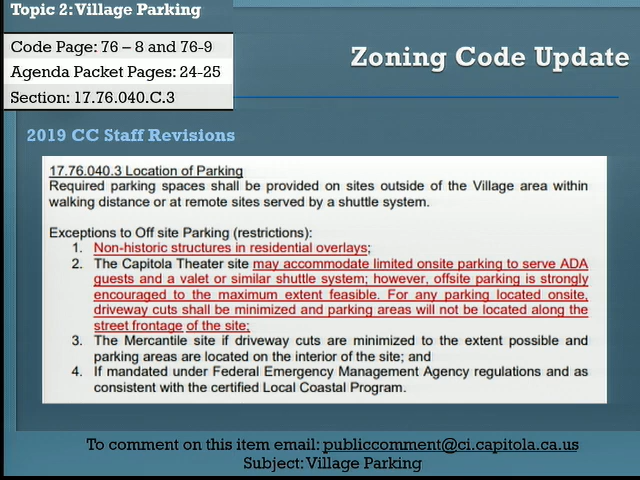 Topic 2: Village Parking
Code Page: 76 – 8 and 76-9
Agenda Packet Pages: 24-25
Section: 17.76.040.C.3
Zoning Code Update
2019 CC Staff Revisions
17.76.040.3 Location of Parking
Required parking spaces shall be provided on sites outside of the Village area within
walking distance or at remote sites served by a shuttle system.
Exceptions to Off site Parking (restrictions):
1. Non-historic structures in residential overlays;
2. The Capitola Theater site may accommodate limited onsite parking to serve ADA
guests and a valet or similar shuttle system; however, offsite parking is strongly
encouraged to the maximum extent feasible. For any parking located onsite,
driveway cuts shall be minimized and parking areas will not be located along the
street frontage of the site;
3. The Mercantile site if driveway cuts are minimized to the extent possible and
parking areas are located on the interior of the site; and
4. If mandated under Federal Emergency Management Agency regulations and as
consistent with the certified Local Coastal Program.
To comment on this item email: publiccomment@ci.capitola.ca.us
Subject: Village Parking